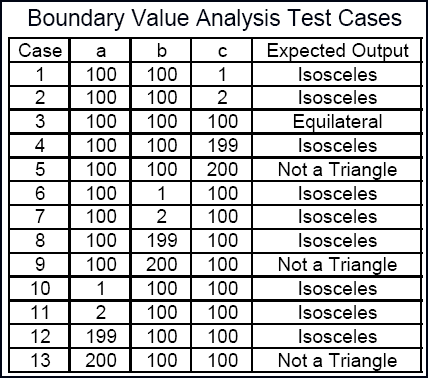 Boundary Value Analysis Test Cases
Case a b c Expected Output
1 100 100 1 Isosceles
2 100 100 2 Isosceles
3 100 100 100 Equilateral
4 100 100 199 Isosceles
5 100 100 200 Not a Triangle
6 100 1 100 Isosceles
7 100 2 100 Isosceles
8 100 199 100 Isosceles
9 100 200 100 Not a Triangle
10 1 100 100 Isosceles
11 2 100 100 Isosceles
12 199 100 100 Isosceles
13 200 100 100 Not a Triangle